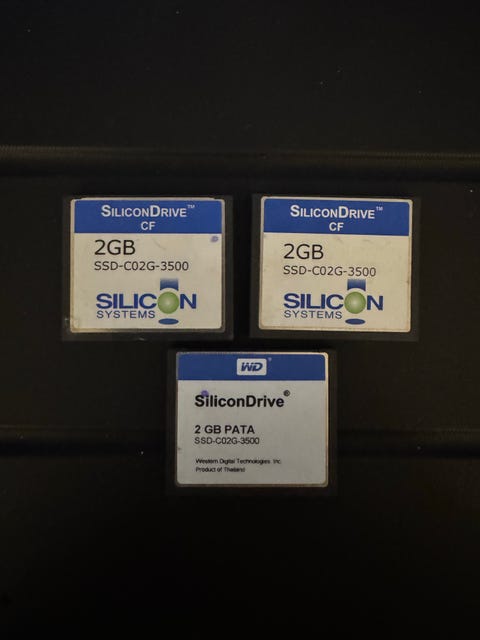 SILICONDRIVE™
CF
2GB
SSD-C02G-3500
SILICON
SYSTEMS
SILICONDRIVE™
CF
2GB
SSD-C02G-3500
SILICON
SYSTEMS
WD®
SiliconDrive®
2 GB PATA
SSD-C02G-3500
Western Digital Technologies, Inc.
Product of Thailand